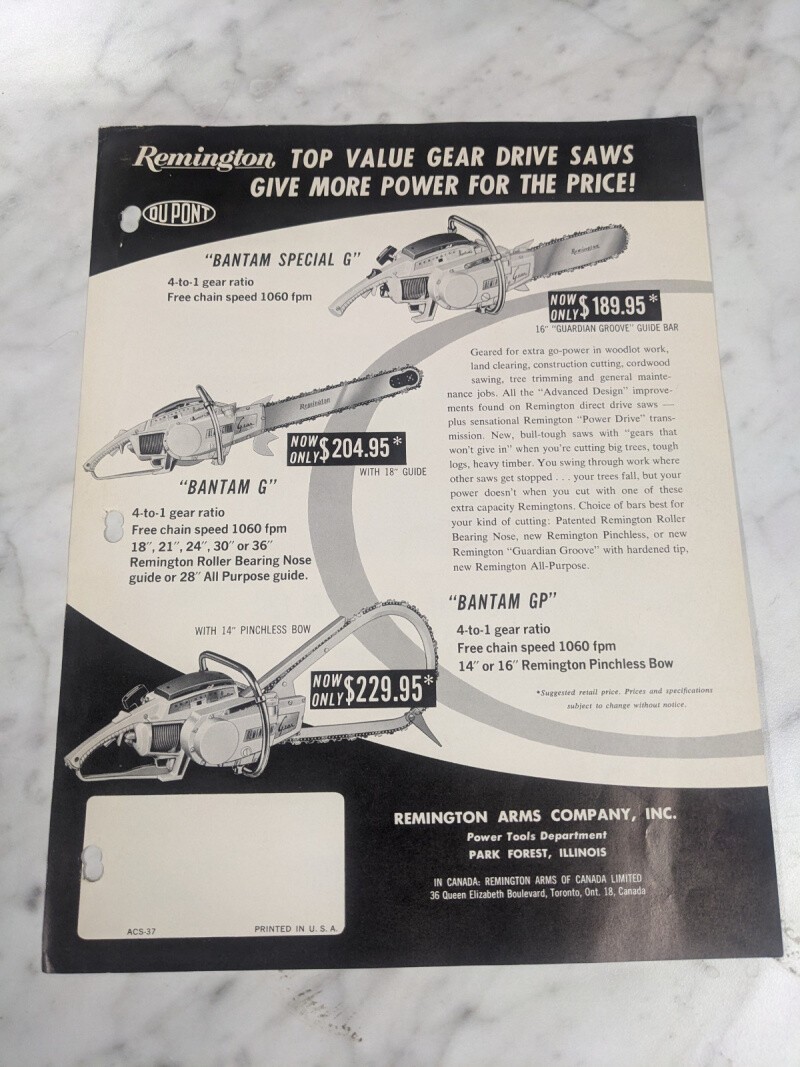 Remington TOP VALUE GEAR DRIVE SAWS
GIVE MORE POWER FOR THE PRICE!
DU PONT
"BANTAM SPECIAL G"
4-to-1 gear ratio
Free chain speed 1060 fpm
Remington
NOW ONLY $189.95*
16" "GUARDIAN GROOVE" GUIDE BAR
Geared for extra go-power in woodlot work,
land clearing, construction cutting, cordwood
sawing, tree trimming and general mainte-
nance jobs. All the "Advanced Design" improve-
ments found on Remington direct drive saws —
plus sensational Remington "Power Drive" trans-
mission. New, bull-tough saws with "gears that
won't give in" when you're cutting big trees, tough
logs, heavy timber. You swing through work where
other saws get stopped . . . your trees fall, but your
power doesn't when you cut with one of these
extra capacity Remingtons. Choice of bars best for
your kind of cutting: Patented Remington Roller
Bearing Nose, new Remington Pinchless, or new
Remington "Guardian Groove" with hardened tip,
new Remington All-Purpose.
Remington
NOW ONLY $204.95*
WITH 18" GUIDE
"BANTAM G"
4-to-1 gear ratio
Free chain speed 1060 fpm
18", 21", 24", 30" or 36"
Remington Roller Bearing Nose
guide or 28" All Purpose guide.
"BANTAM GP"
4-to-1 gear ratio
Free chain speed 1060 fpm
14" or 16" Remington Pinchless Bow
WITH 14" PINCHLESS BOW
NOW ONLY $229.95*
*Suggested retail price. Prices and specifications
subject to change without notice.
REMINGTON ARMS COMPANY, INC.
Power Tools Department
PARK FOREST, ILLINOIS
IN CANADA: REMINGTON ARMS OF CANADA LIMITED
36 Queen Elizabeth Boulevard, Toronto, Ont. 18, Canada
ACS-37
PRINTED IN U. S. A.